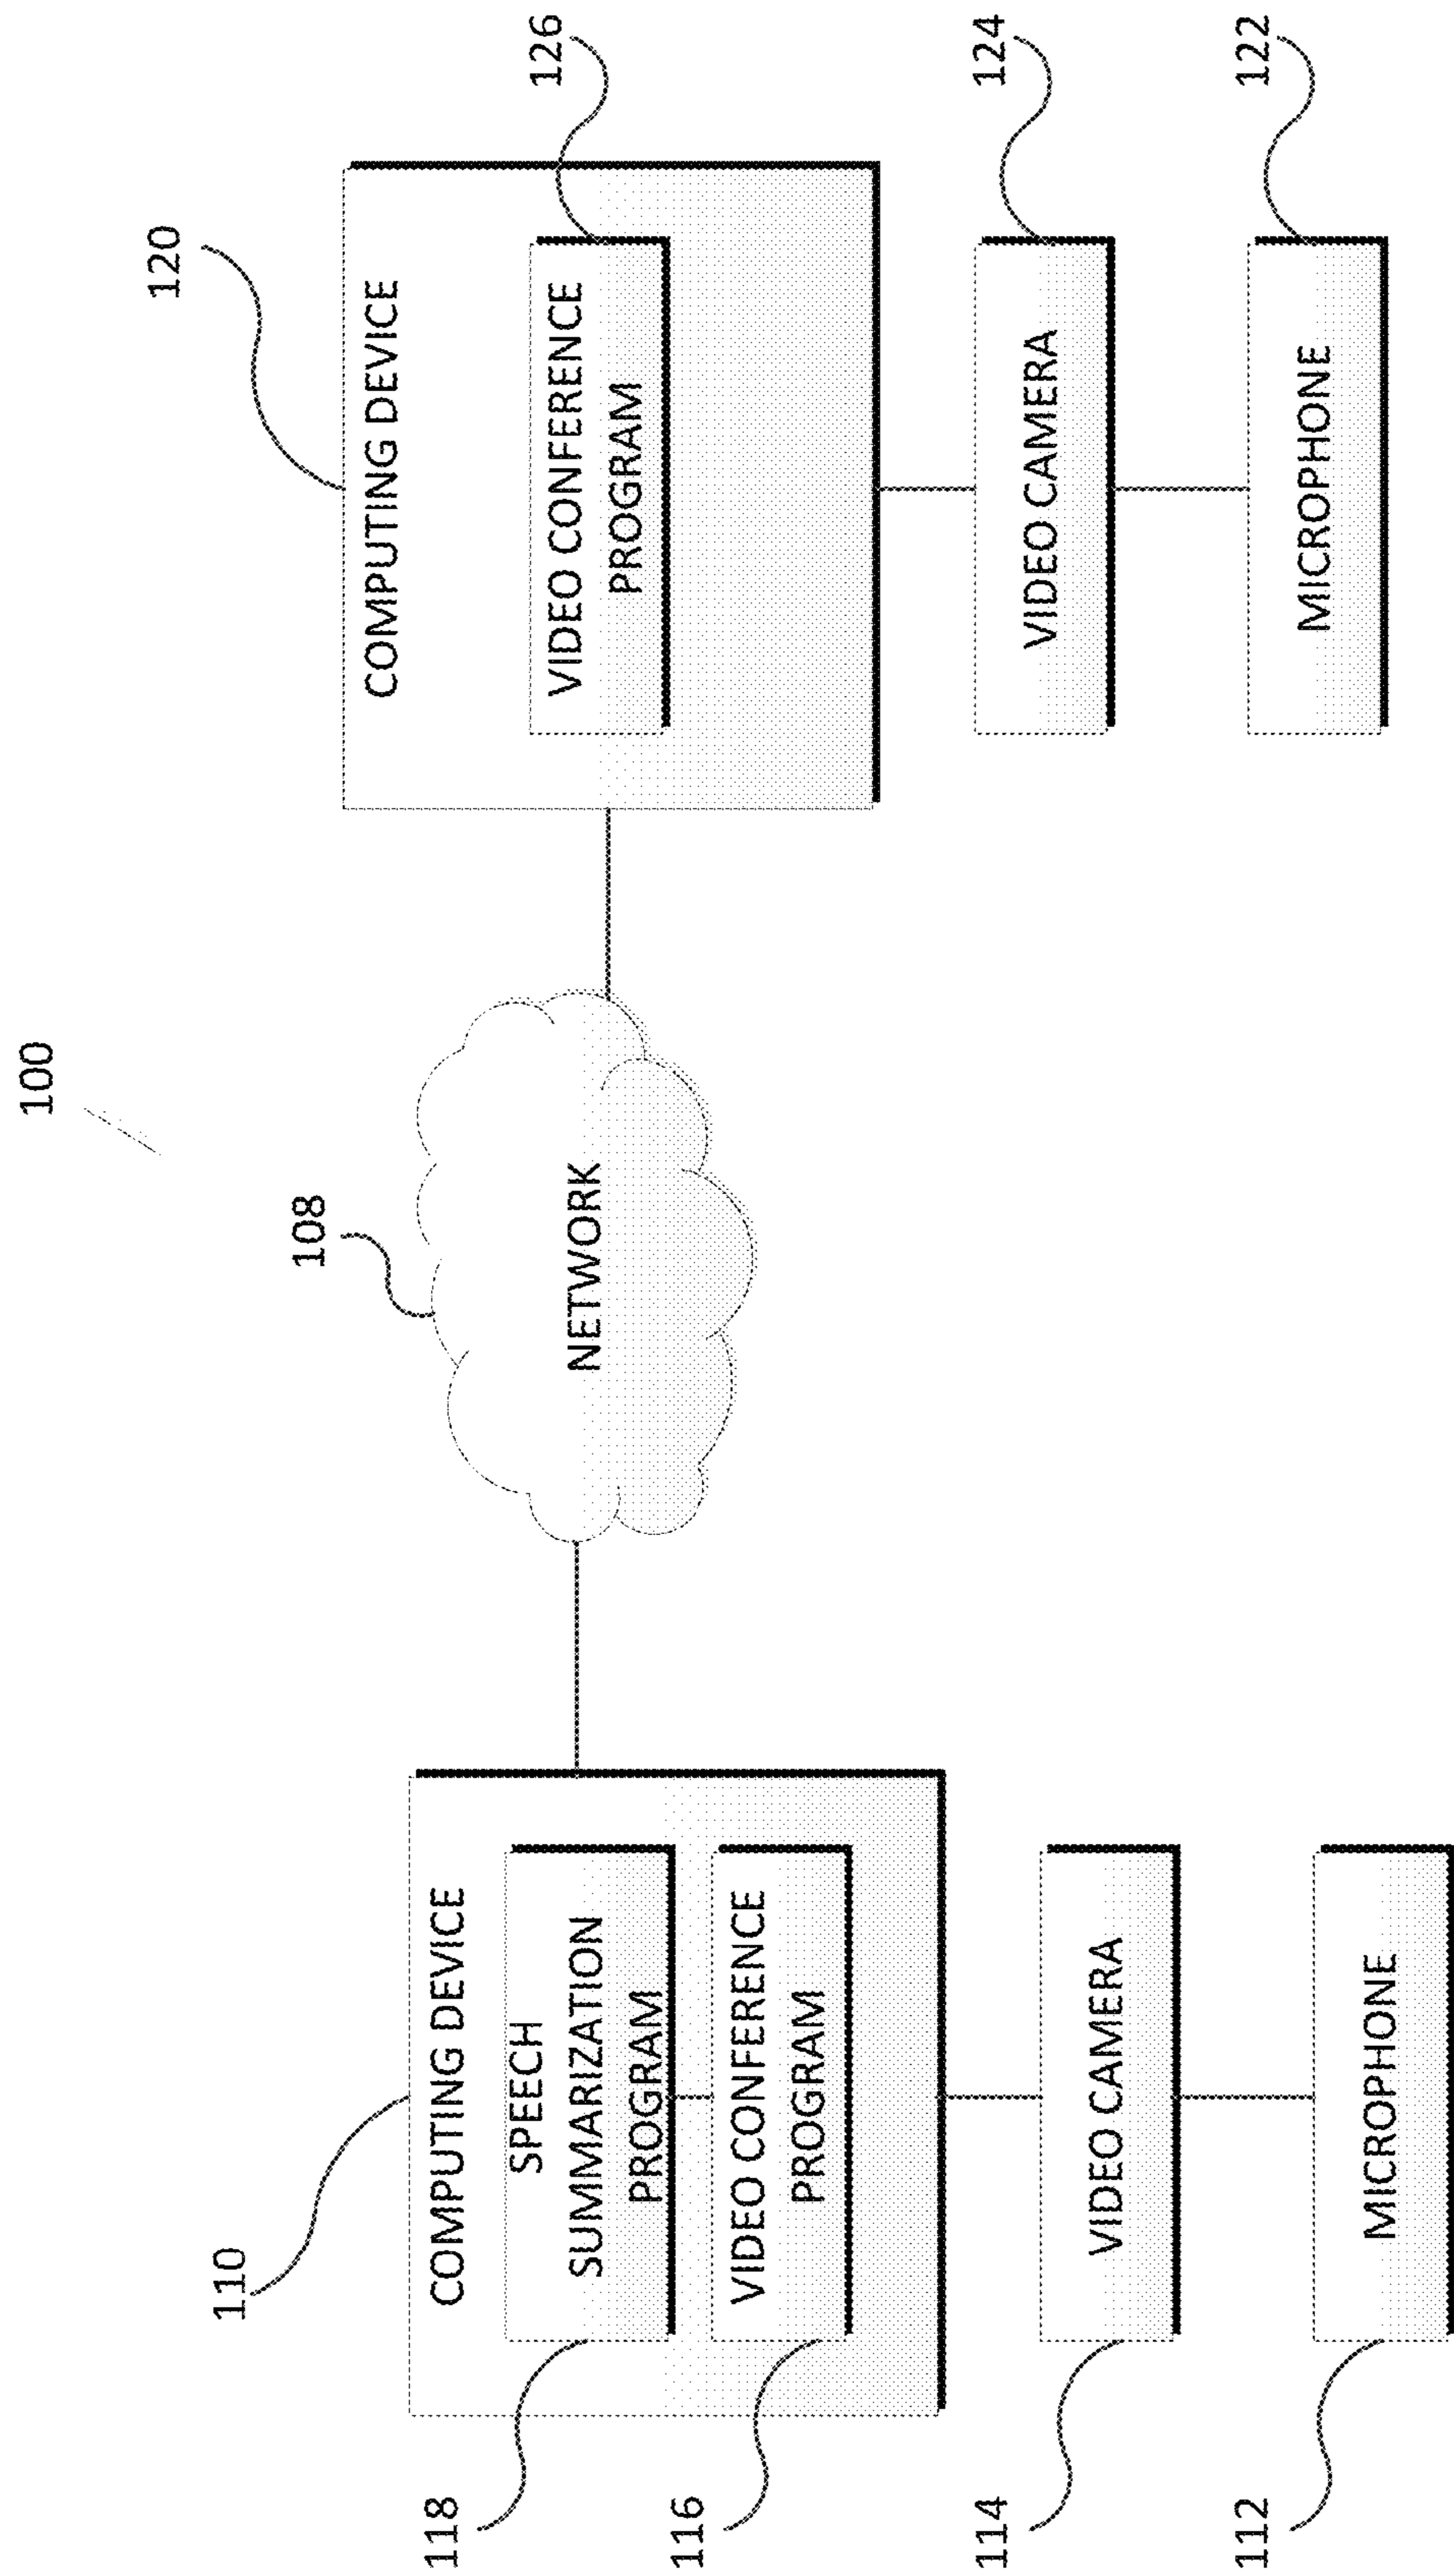 100
110
COMPUTING DEVICE
118
SPEECH
SUMMARIZATION
PROGRAM
116
VIDEO CONFERENCE
PROGRAM
114
VIDEO CAMERA
112
MICROPHONE
108
NETWORK
120
COMPUTING DEVICE
126
VIDEO CONFERENCE
PROGRAM
124
VIDEO CAMERA
122
MICROPHONE